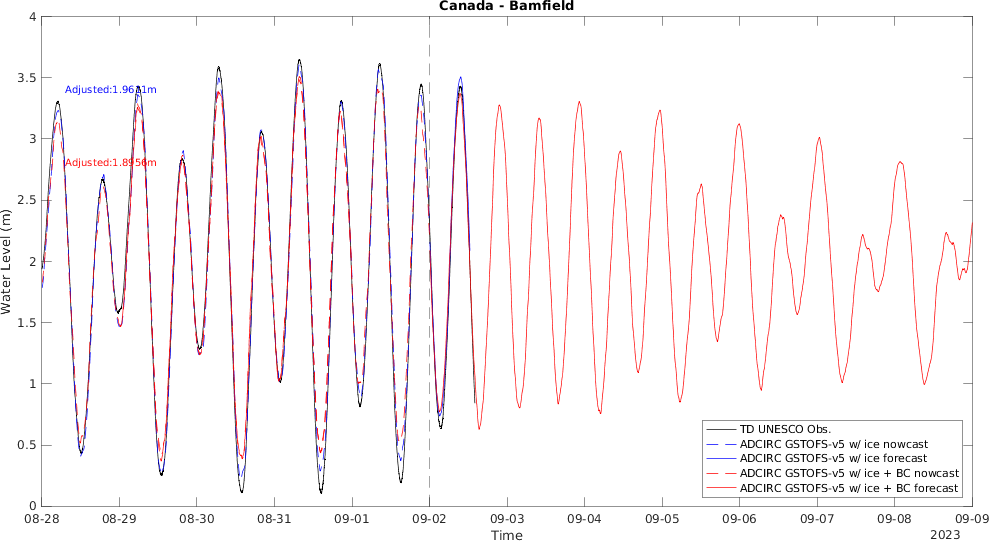 Canada - Bamfield
4
3.5
3
2.5
2
1.5
1
0.5
0
Water Level (m)
Adjusted:1.9671m
Adjusted:1.8956m
TD UNESCO Obs.
ADCIRC GSTOFS-v5 w/ ice nowcast
ADCIRC GSTOFS-v5 w/ ice forecast
ADCIRC GSTOFS-v5 w/ ice + BC nowcast
ADCIRC GSTOFS-v5 w/ ice + BC forecast
08-28 08-29 08-30 08-31 09-01 09-02 09-03 09-04 09-05 09-06 09-07 09-08 09-09
Time
2023